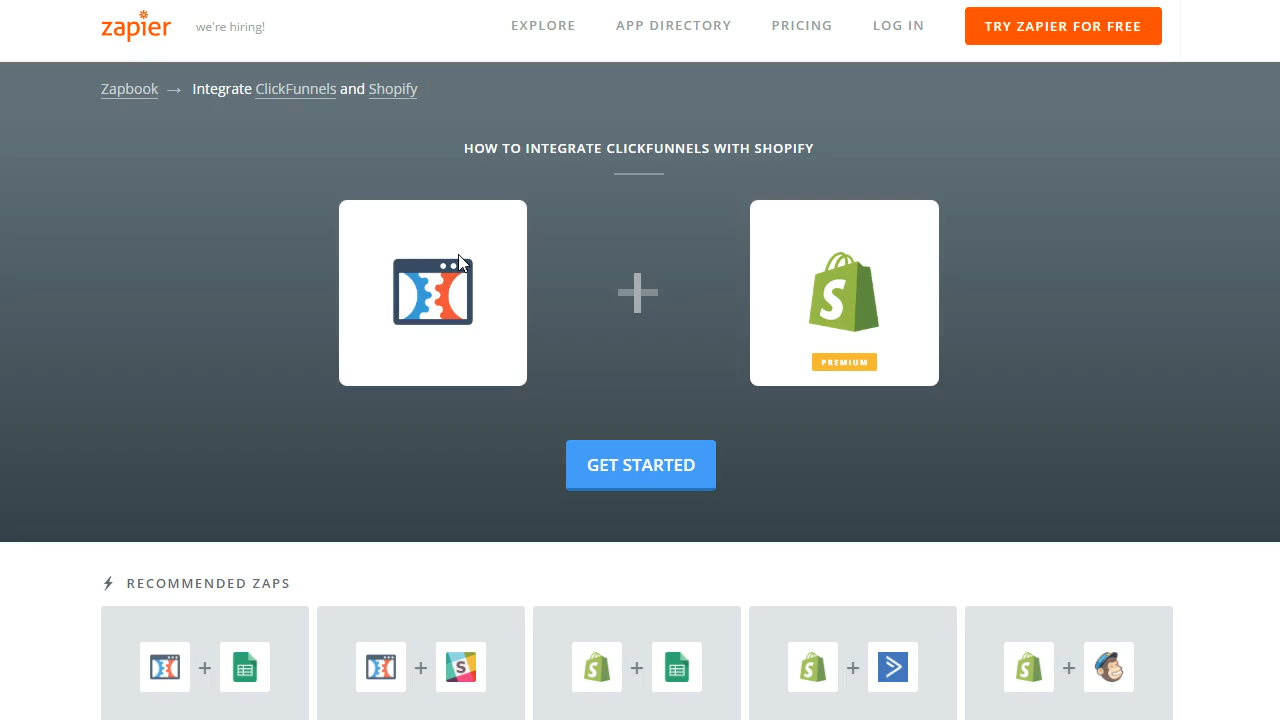 zapier we're hiring! EXPLORE APP DIRECTORY PRICING LOG IN TRY ZAPIER FOR FREE
Zapbook → Integrate ClickFunnels and Shopify
HOW TO INTEGRATE CLICKFUNNELS WITH SHOPIFY
PREMIUM
GET STARTED
RECOMMENDED ZAPS